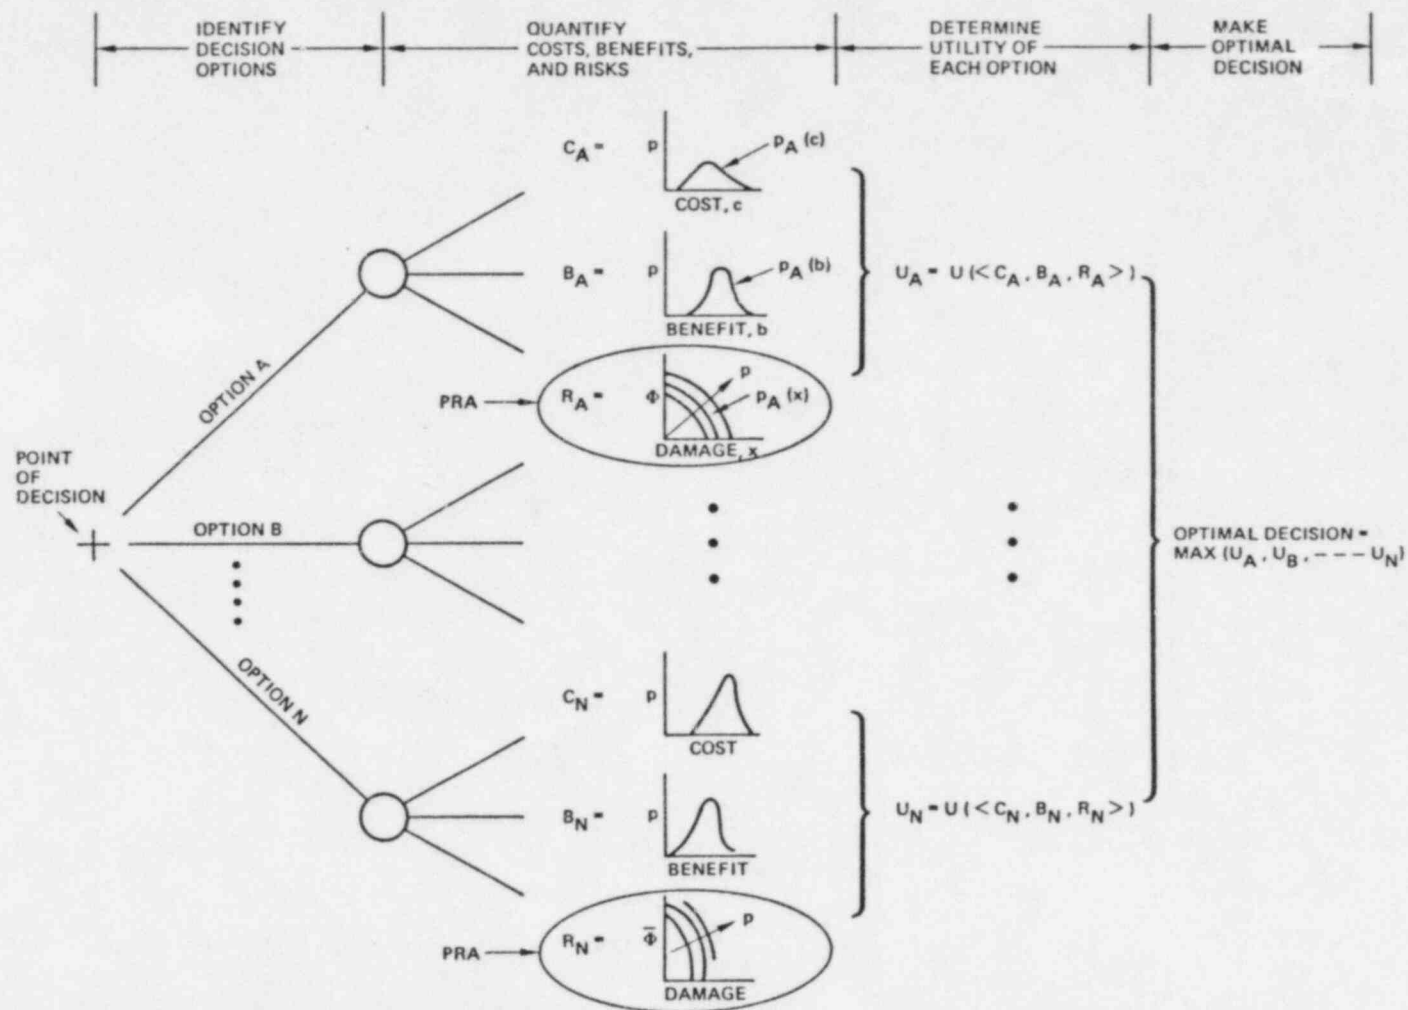 IDENTIFY
DECISION
OPTIONS
QUANTIFY
COSTS, BENEFITS,
AND RISKS
DETERMINE
UTILITY OF
EACH OPTION
MAKE
OPTIMAL
DECISION
C_A =
p
p_A (c)
COST, c
B_A =
p
p_A (b)
BENEFIT, b
U_A = U (<C_A, B_A, R_A>)
OPTION A
PRA
R_A =
Φ
p
p_A (x)
DAMAGE, x
POINT
OF
DECISION
OPTION B
OPTIMAL DECISION =
MAX (U_A, U_B, ---- U_N)
OPTION N
C_N =
p
COST
B_N =
p
BENEFIT
U_N = U (<C_N, B_N, R_N>)
PRA
R_N =
Φ̅
p
DAMAGE